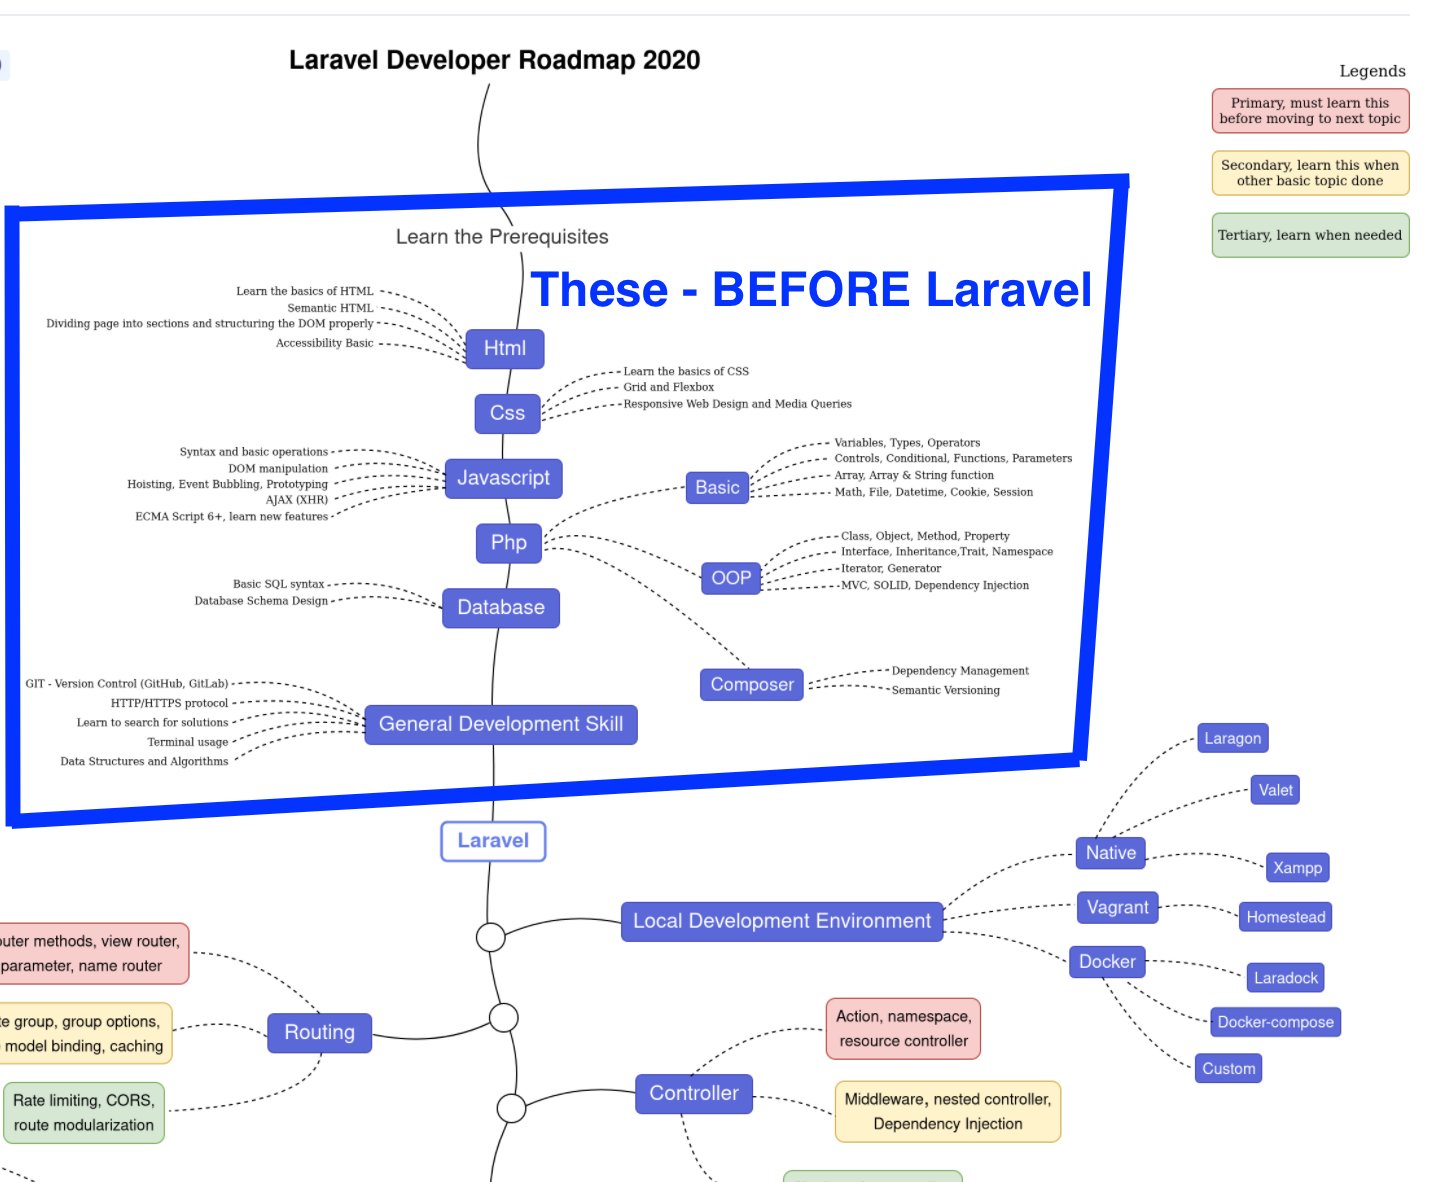 Laravel Developer Roadmap 2020
Legends
Primary, must learn this
before moving to next topic
Secondary, learn this when
other basic topic done
Tertiary, learn when needed
Learn the Prerequisites
These - BEFORE Laravel
Learn the basics of HTML
Semantic HTML
Dividing page into sections and structuring the DOM properly
Accessibility Basic
Html
Learn the basics of CSS
Grid and Flexbox
Responsive Web Design and Media Queries
Css
Syntax and basic operations
DOM manipulation
Hoisting, Event Bubbling, Prototyping
AJAX (XHR)
ECMA Script 6+, learn new features
Javascript
Php
Basic
Variables, Types, Operators
Controls, Conditional, Functions, Parameters
Array, Array & String function
Math, File, Datetime, Cookie, Session
OOP
Class, Object, Method, Property
Interface, Inheritance,Trait, Namespace
Iterator, Generator
MVC, SOLID, Dependency Injection
Composer
Dependency Management
Semantic Versioning
Basic SQL syntax
Database Schema Design
Database
GIT - Version Control (GitHub, GitLab)
HTTP/HTTPS protocol
Learn to search for solutions
Terminal usage
Data Structures and Algorithms
General Development Skill
Laravel
Local Development Environment
Native
Laragon
Valet
Xampp
Vagrant
Homestead
Docker
Laradock
Docker-compose
Custom
methods, view router,
parameter, name router
group, group options,
model binding, caching
Rate limiting, CORS,
route modularization
Routing
Controller
Action, namespace,
resource controller
Middleware, nested controller,
Dependency Injection